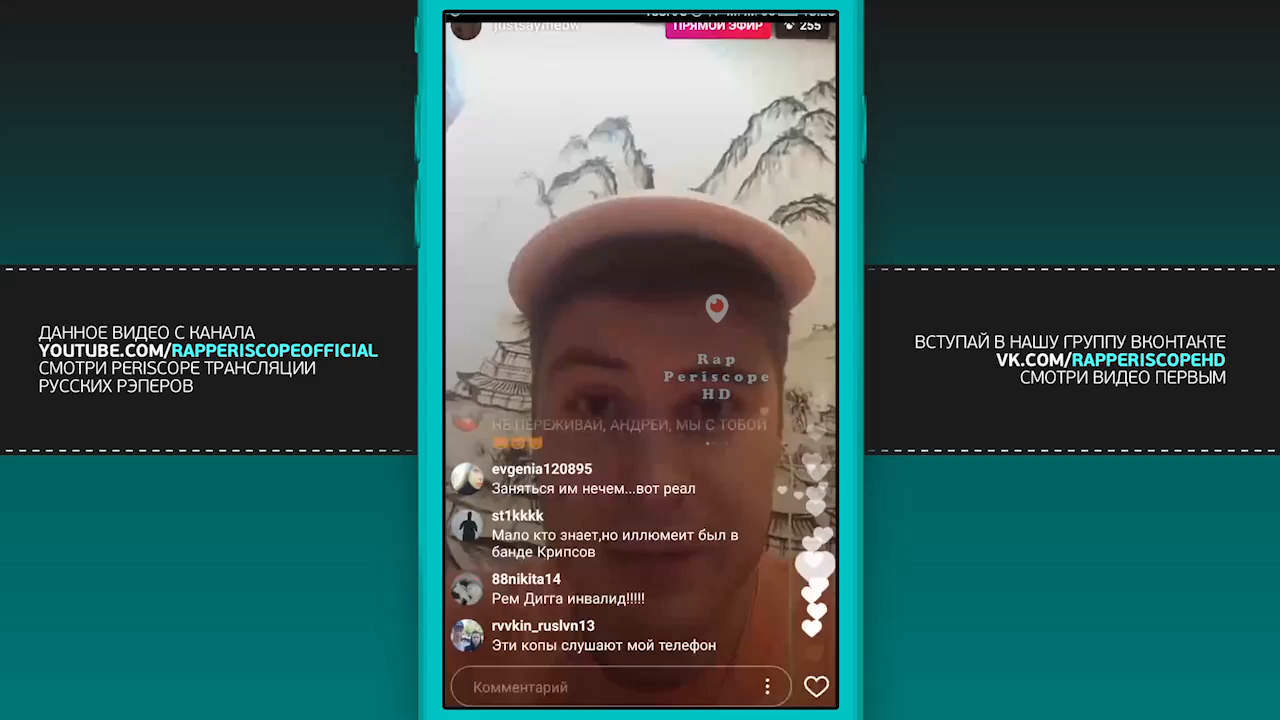 justsaymeow
ПРЯМОЙ ЭФИР
255
ДАННОЕ ВИДЕО С КАНАЛА
YOUTUBE.COM/RAPPERISCOPEOFFICIAL
СМОТРИ PERISCOPE ТРАНСЛЯЦИИ
РУССКИХ РЭПЕРОВ
ВСТУПАЙ В НАШУ ГРУППУ ВКОНТАКТЕ
VK.COM/RAPPERISCOPEHD
СМОТРИ ВИДЕО ПЕРВЫМ
Rap
Periscope
HD
НЕ ПЕРЕЖИВАЙ, АНДРЕЙ, МЫ С ТОБОЙ
evgenia120895
Заняться им нечем...вот реал
st1kkkk
Мало кто знает,но иллюмеит был в
банде Крипсов
88nikita14
Рем Дигга инвалид!!!!!
rvvkin_ruslvn13
Эти копы слушают мой телефон
Комментарий